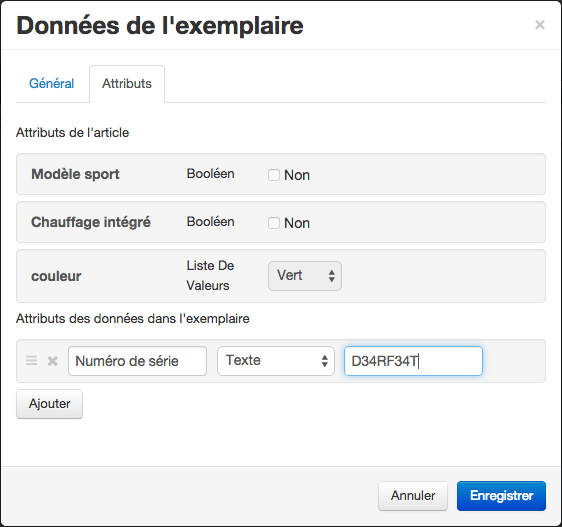 Données de l'exemplaire
×
Général
Attributs
Attributs de l'article
Modèle sport Booléen Non
Chauffage intégré Booléen Non
couleur Liste De Valeurs Vert
Attributs des données dans l'exemplaire
Numéro de série Texte D34RF34T
Ajouter
Annuler Enregistrer